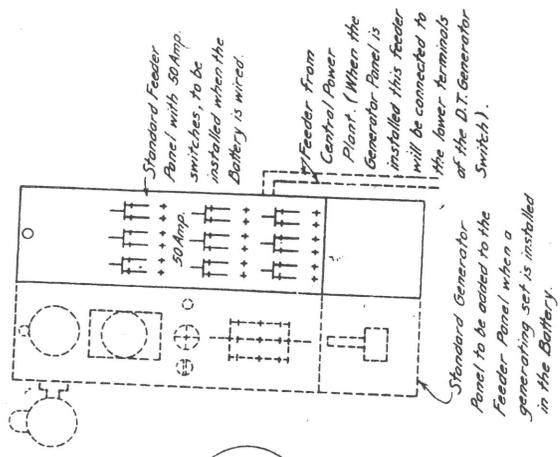 Standard Feeder
Panel with 50 Amp.
switches, to be
installed when the
Battery is wired.
50 Amp.
Feeder from
Central Power
Plant. (When the
Generator Panel is
installed this feeder
will be connected to
the lower terminals
of the D.T. Generator
Switch).
Standard Generator
Panel to be added to the
Feeder Panel when a
generating set is installed
in the Battery.